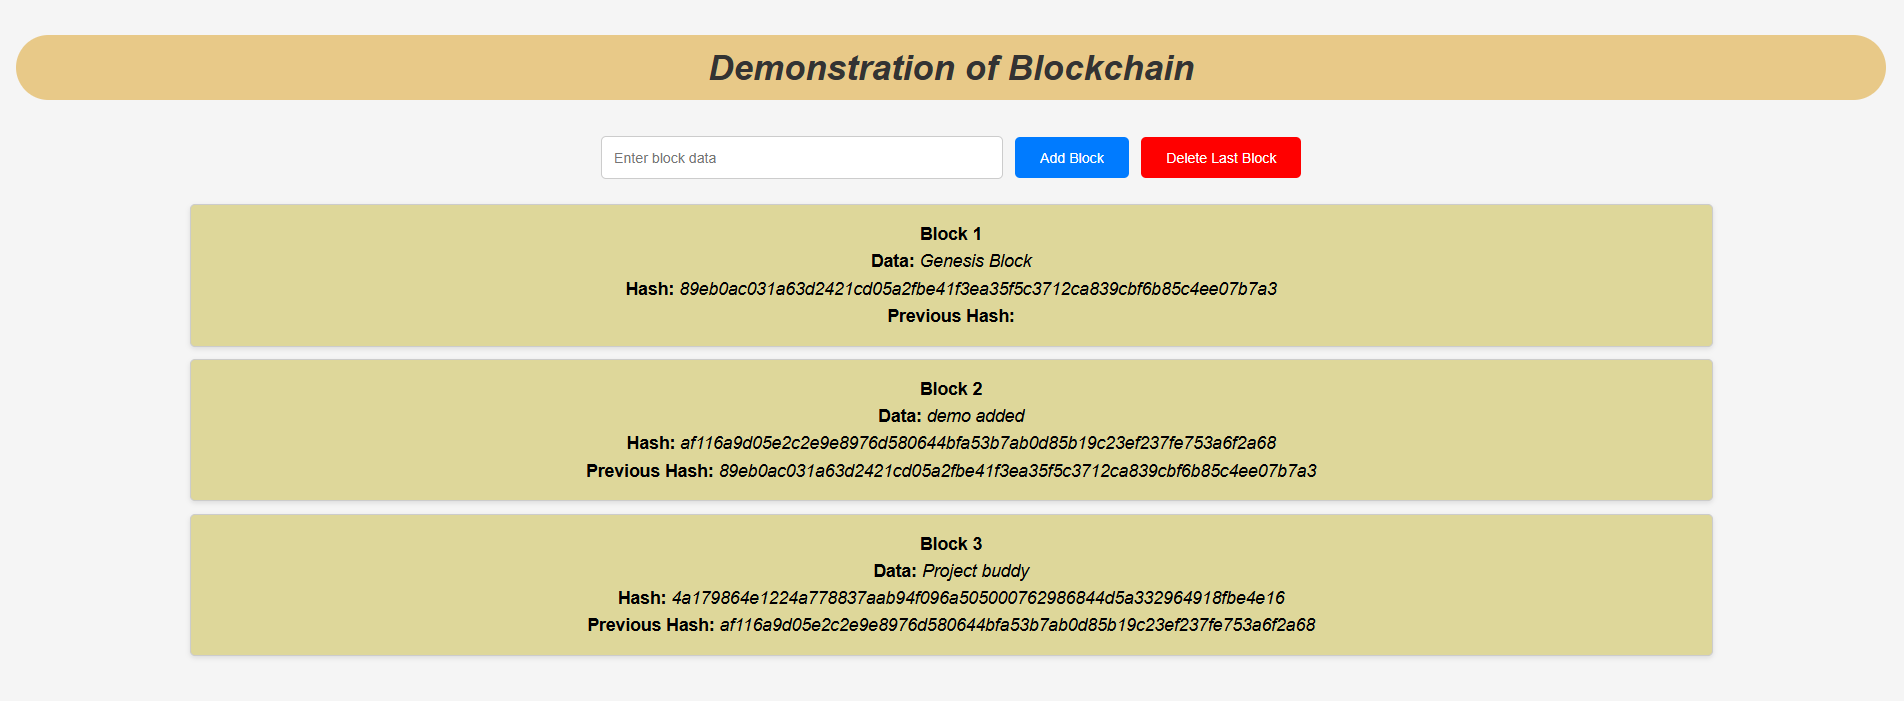 Demonstration of Blockchain
Enter block data
Add Block
Delete Last Block
Block 1
Data: Genesis Block
Hash: 89eb0ac031a63d2421cd05a2fbe41f3ea35f5c3712ca839cbf6b85c4ee07b7a3
Previous Hash:
Block 2
Data: demo added
Hash: af116a9d05e2c2e9e8976d580644bfa53b7ab0d85b19c23ef237fe753a6f2a68
Previous Hash: 89eb0ac031a63d2421cd05a2fbe41f3ea35f5c3712ca839cbf6b85c4ee07b7a3
Block 3
Data: Project buddy
Hash: 4a179864e1224a778837aab94f096a505000762986844d5a332964918fbe4e16
Previous Hash: af116a9d05e2c2e9e8976d580644bfa53b7ab0d85b19c23ef237fe753a6f2a68